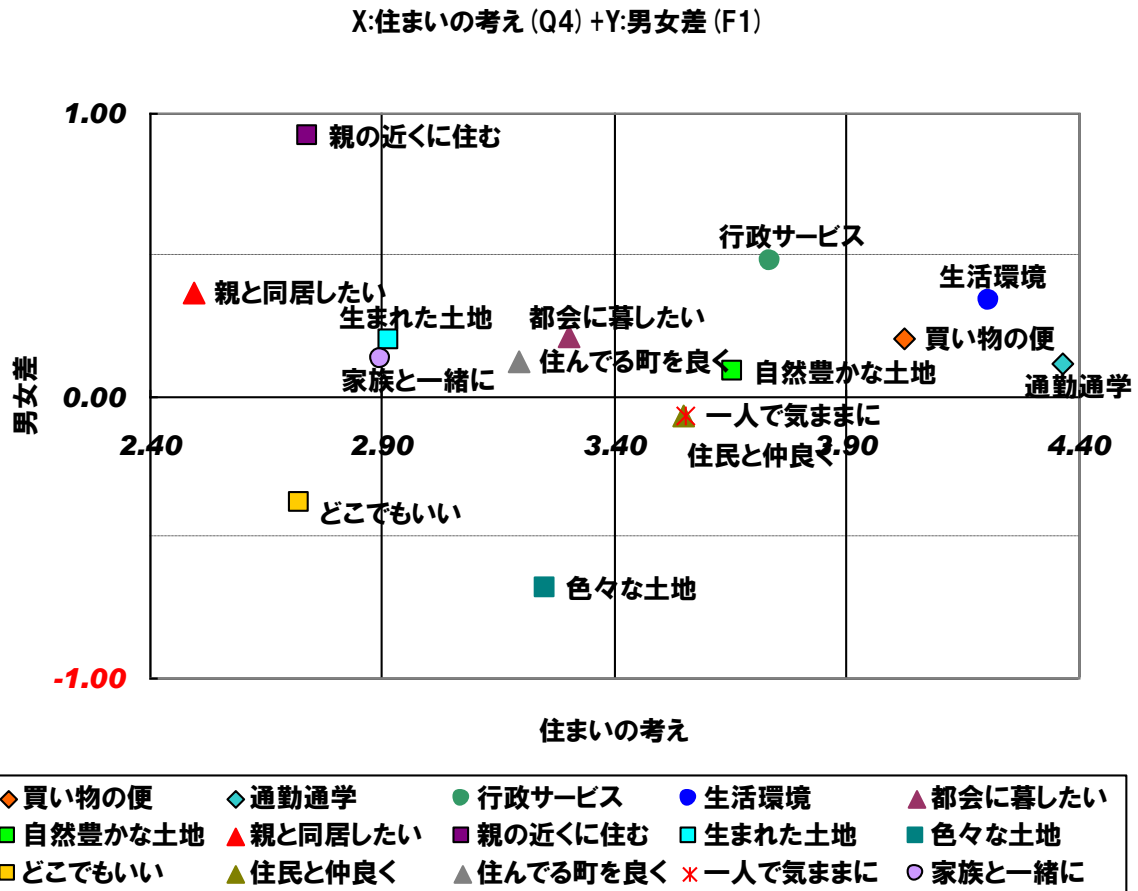 X:住まいの考え(Q4) +Y:男女差(F1)
1.00
親の近くに住む
行政サービス
生活環境
親と同居したい
生まれた土地
都会に暮したい
買い物の便
住んでる町を良く
自然豊かな土地
通勤通学
家族と一緒に
男女差
0.00
一人で気ままに
2.40
2.90
3.40
住民と仲良く
3.90
4.40
どこでもいい
色々な土地
-1.00
住まいの考え
買い物の便 通勤通学 行政サービス 生活環境 都会に暮したい
自然豊かな土地 親と同居したい 親の近くに住む 生まれた土地 色々な土地
どこでもいい 住民と仲良く 住んでる町を良く 一人で気ままに 家族と一緒に